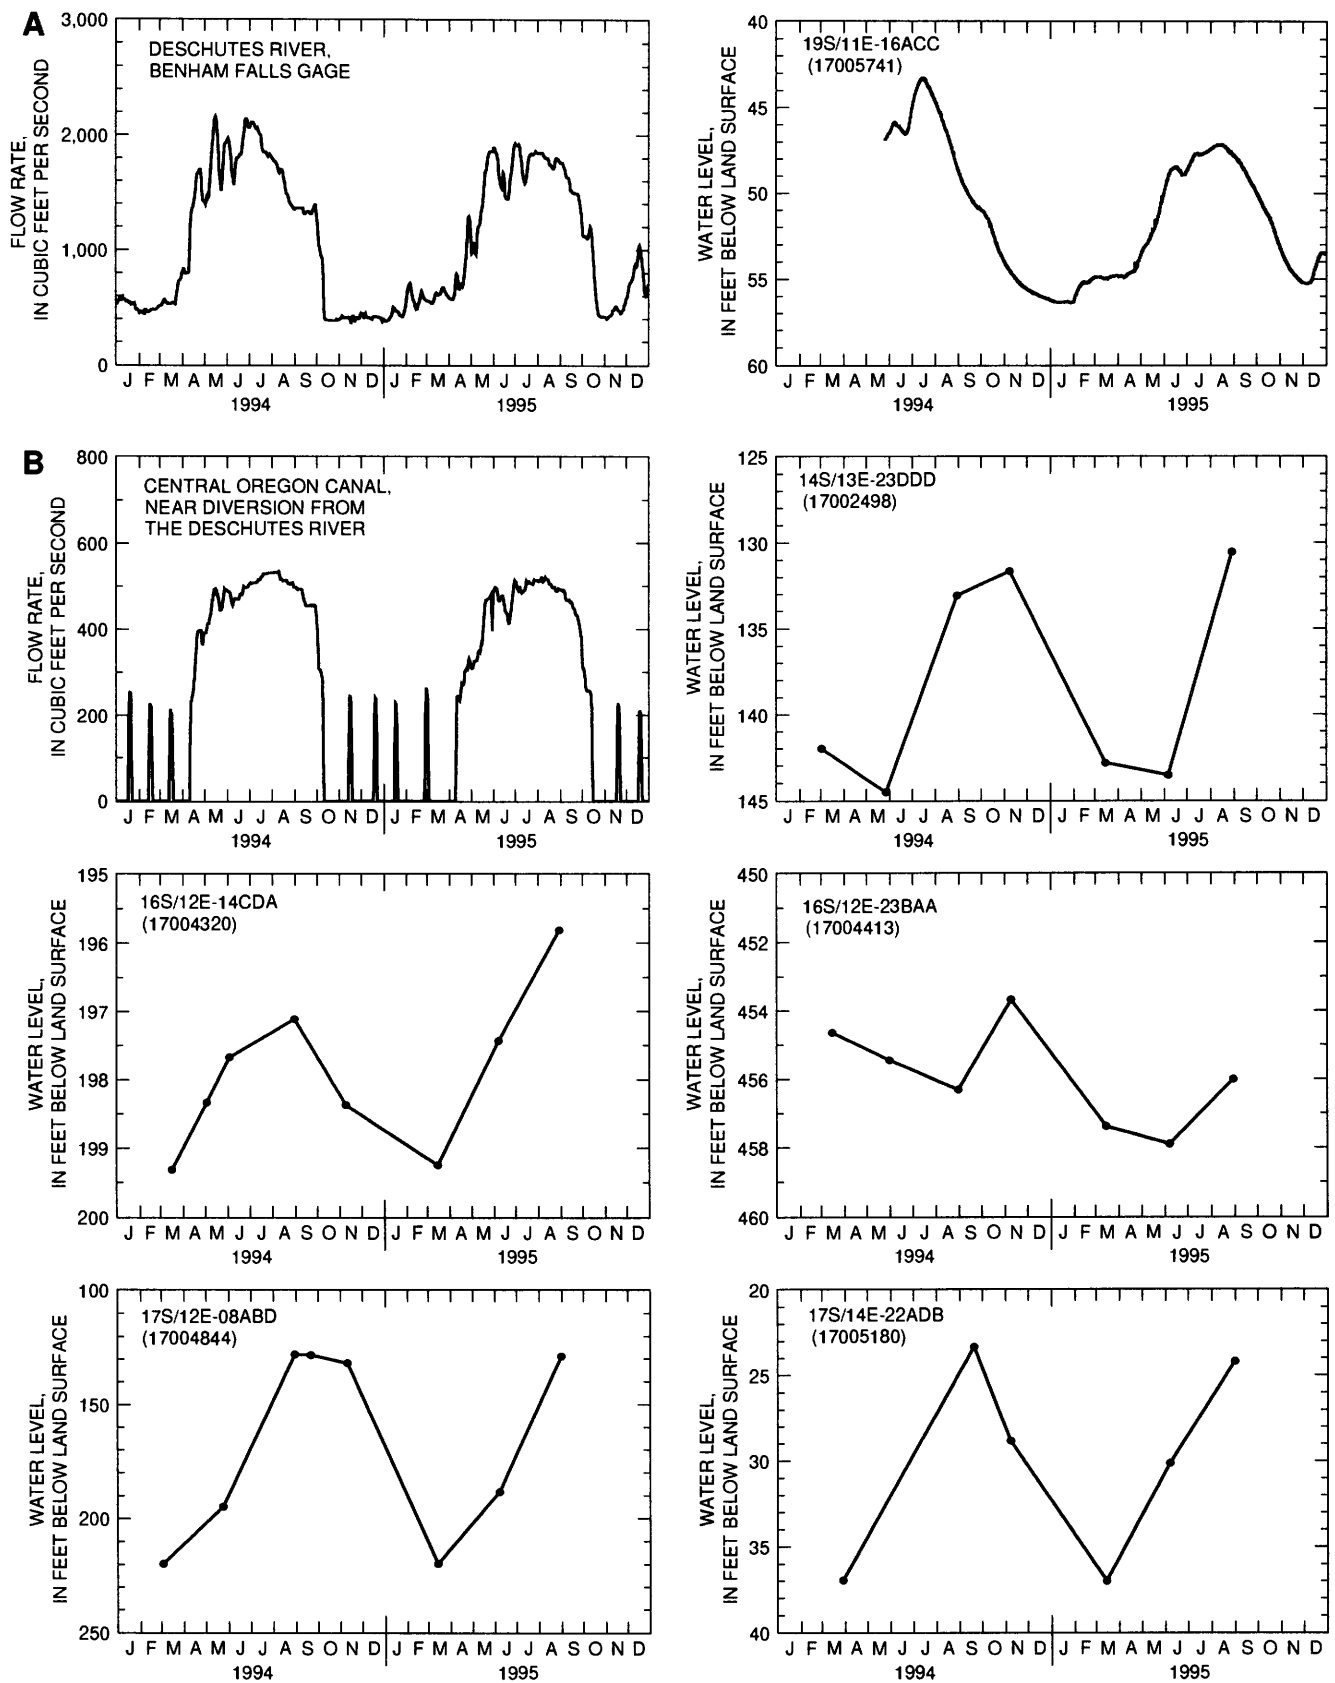 A
3,000
2,000
1,000
0
FLOW RATE,
IN CUBIC FEET PER SECOND
DESCHUTES RIVER,
BENHAM FALLS GAGE
J F M A M J J A S O N D J F M A M J J A S O N D
1994 1995
40
45
50
55
60
WATER LEVEL,
IN FEET BELOW LAND SURFACE
19S/11E-16ACC
(17005741)
J F M A M J J A S O N D J F M A M J J A S O N D
1994 1995
B
800
600
400
200
0
FLOW RATE,
IN CUBIC FEET PER SECOND
CENTRAL OREGON CANAL,
NEAR DIVERSION FROM
THE DESCHUTES RIVER
J F M A M J J A S O N D J F M A M J J A S O N D
1994 1995
125
130
135
140
145
WATER LEVEL,
IN FEET BELOW LAND SURFACE
14S/13E-23DDD
(17002498)
J F M A M J J A S O N D J F M A M J J A S O N D
1994 1995
195
196
197
198
199
200
WATER LEVEL,
IN FEET BELOW LAND SURFACE
16S/12E-14CDA
(17004320)
J F M A M J J A S O N D J F M A M J J A S O N D
1994 1995
450
452
454
456
458
460
WATER LEVEL,
IN FEET BELOW LAND SURFACE
16S/12E-23BAA
(17004413)
J F M A M J J A S O N D J F M A M J J A S O N D
1994 1995
100
150
200
250
WATER LEVEL,
IN FEET BELOW LAND SURFACE
17S/12E-08ABD
(17004844)
J F M A M J J A S O N D J F M A M J J A S O N D
1994 1995
20
25
30
35
40
WATER LEVEL,
IN FEET BELOW LAND SURFACE
17S/14E-22ADB
(17005180)
J F M A M J J A S O N D J F M A M J J A S O N D
1994 1995